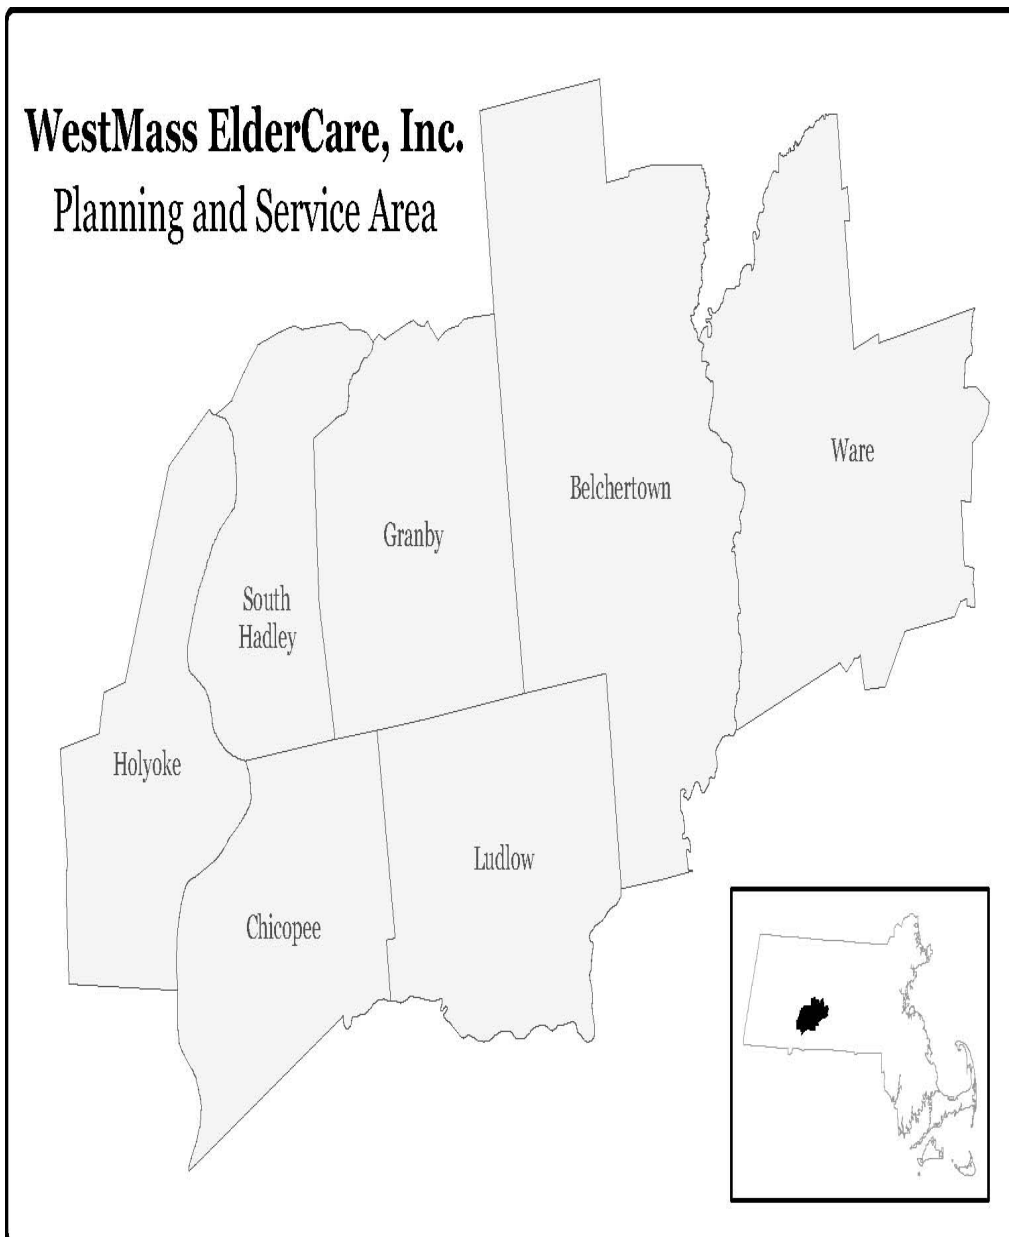 WestMass ElderCare, Inc.
Planning and Service Area
Ware
Belchertown
Granby
South
Hadley
Holyoke
Ludlow
Chicopee